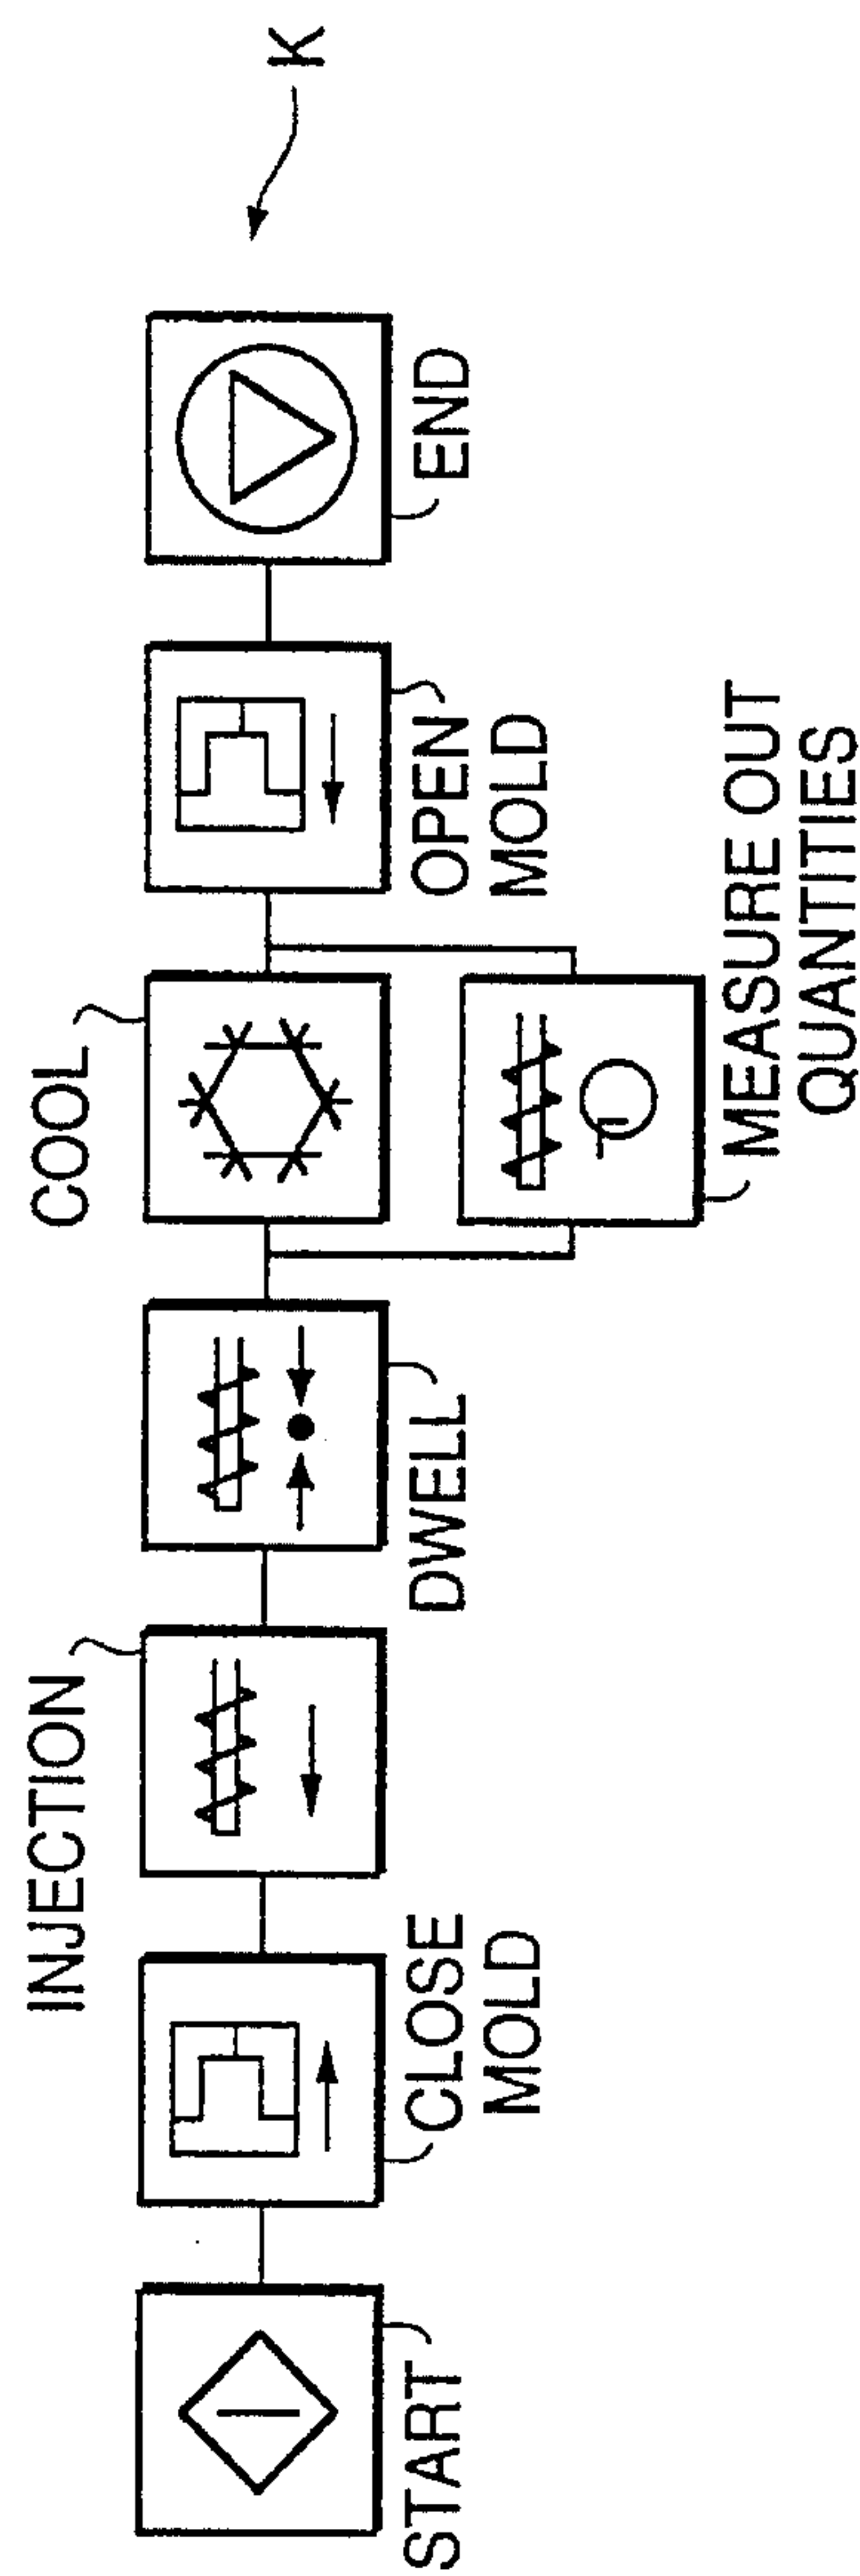 K
INJECTION
COOL
START
CLOSE
MOLD
DWELL
OPEN
MOLD
END
MEASURE OUT
QUANTITIES